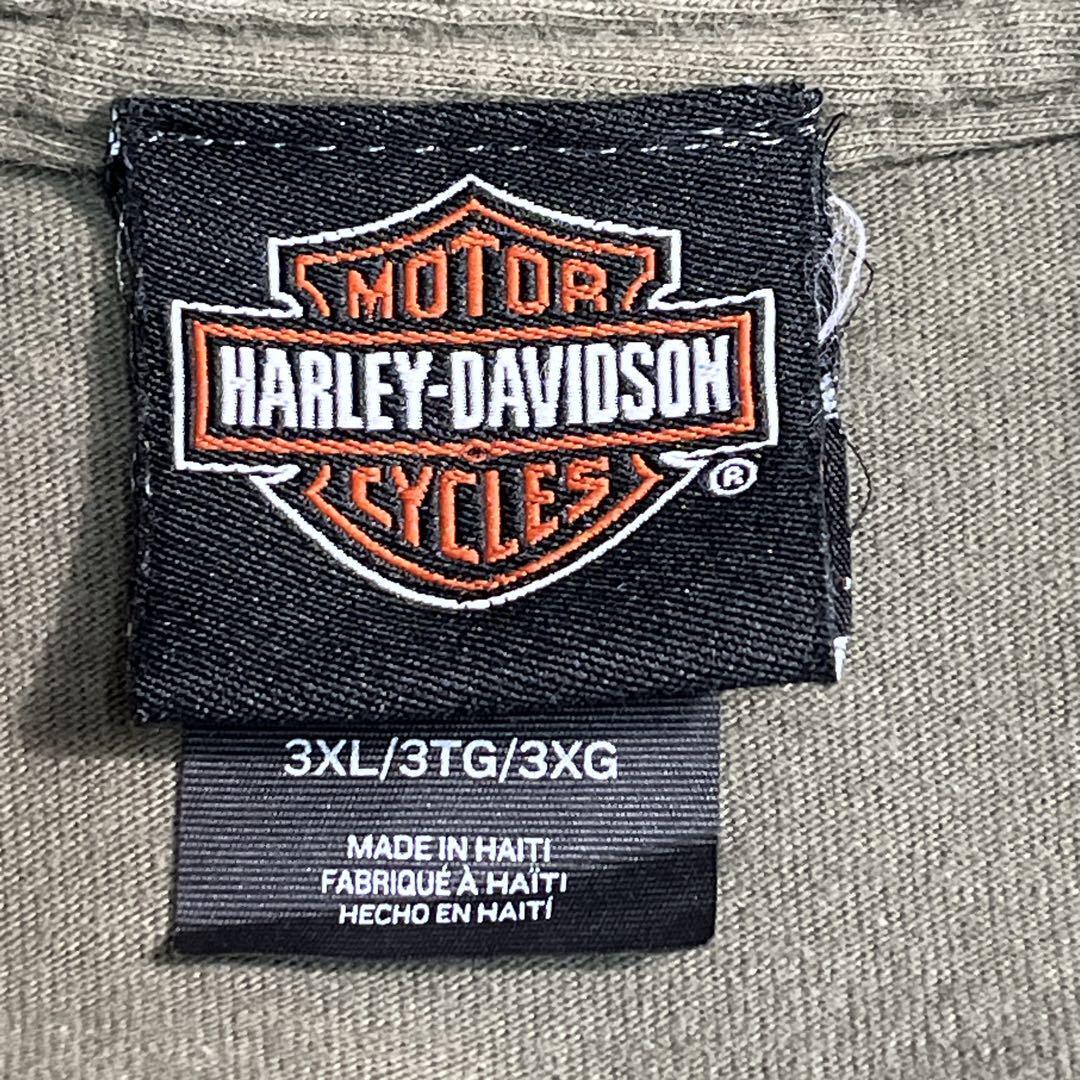 MOTOR
HARLEY-DAVIDSON
CYCLES
®
3XL/3TG/3XG
MADE IN HAITI
FABRIQUÉ À HAÏTI
HECHO EN HAITÍ